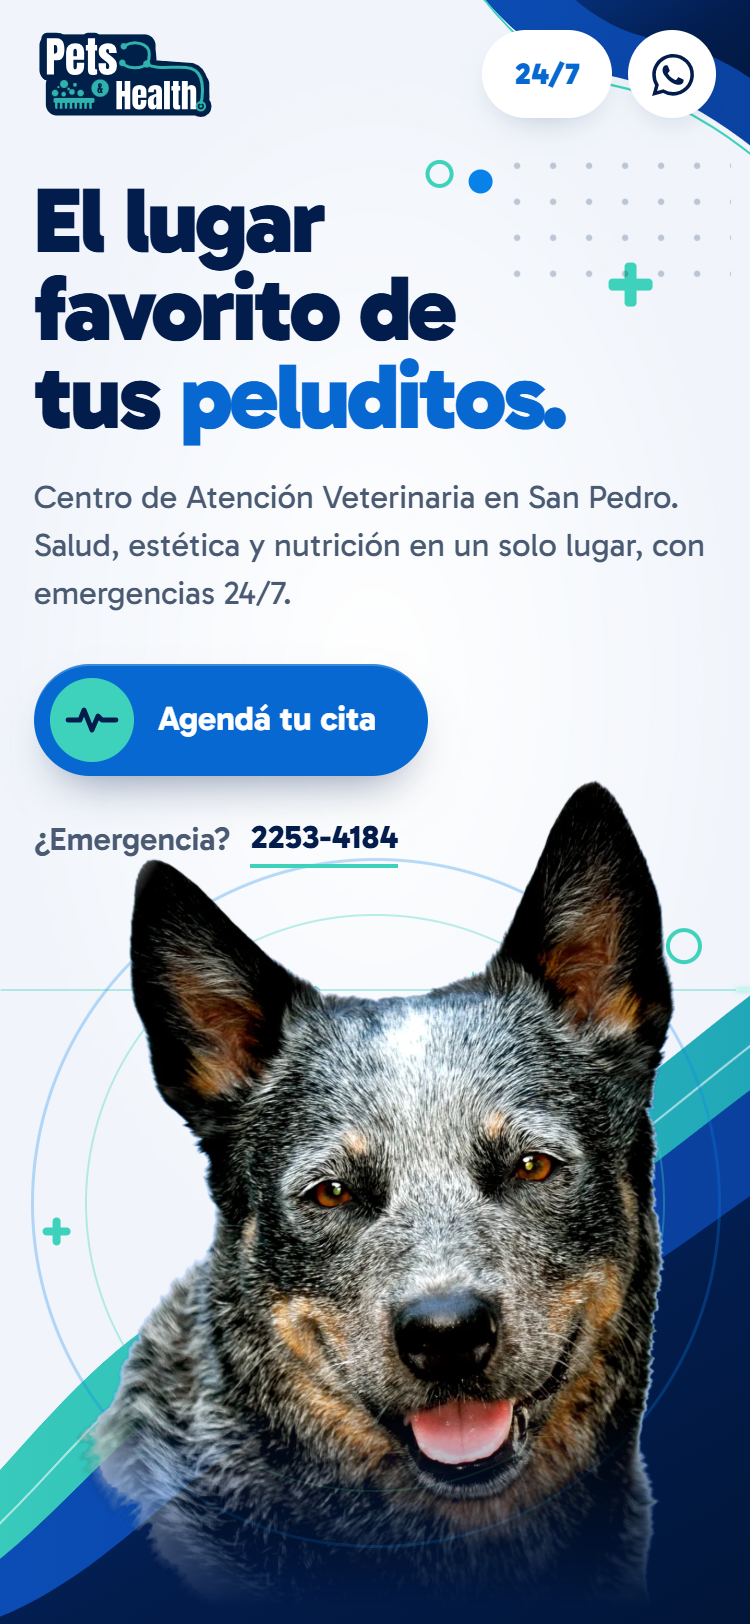 Pets
& Health
24/7
El lugar
favorito de
tus peluditos.
Centro de Atención Veterinaria en San Pedro.
Salud, estética y nutrición en un solo lugar, con
emergencias 24/7.
Agendá tu cita
¿Emergencia? 2253-4184